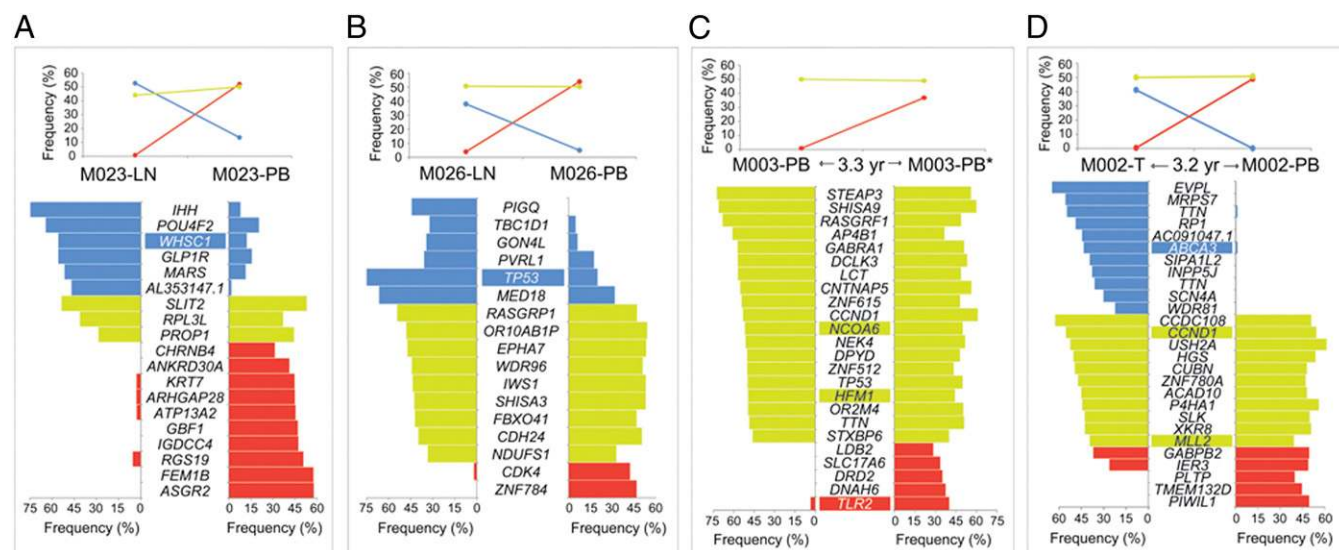 A
B
C
D
Frequency (%)
60
50
40
30
20
10
0
M023-LN M023-PB
IHH
POU4F2
WHSC1
GLP1R
MARS
AL353147.1
SLIT2
RPL3L
PROP1
CHRNB4
ANKRD30A
KRT7
ARHGAP28
ATP13A2
GBF1
IGDCC4
RGS19
FEM1B
ASGR2
75 45 15 0 0 15 30 45 60
Frequency (%) Frequency (%)
Frequency (%)
60
50
40
30
20
10
0
M026-LN M026-PB
PIGQ
TBC1D1
GON4L
PVRL1
TP53
MED18
RASGRP1
OR10AB1P
EPHA7
WDR96
IWS1
SHISA3
FBXO41
CDH24
NDUFS1
CDK4
ZNF784
75 45 15 0 0 15 30 45 60
Frequency (%) Frequency (%)
Frequency (%)
60
50
40
30
20
10
0
M003-PB ←3.3 yr→ M003-PB*
STEAP3
SHISA9
RASGRF1
AP4B1
GABRA1
DCLK3
LCT
CNTNAP5
ZNF615
CCND1
NCOA6
NEK4
DPYD
ZNF512
TP53
HFM1
OR2M4
TTN
STXBP6
LDB2
SLC17A6
DRD2
DNAH6
TLR2
75 60 45 30 15 0 0 15 30 45 60 75
Frequency (%) Frequency (%)
Frequency (%)
60
50
40
30
20
10
0
M002-T ←3.2 yr→ M002-PB
EVPL
MRPS7
TTN
RP1
AC091047.1
ABCA3
SIPA1L2
INPP5J
TTN
SCN4A
WDR81
CCDC108
CCND1
USH2A
HGS
CUBN
ZNF780A
ACAD10
P4HA1
SLK
XKR8
MLL2
GABPB2
IER3
PLTP
TMEM132D
PIWIL1
75 45 15 0 0 15 30 45 60
Frequency (%) Frequency (%)